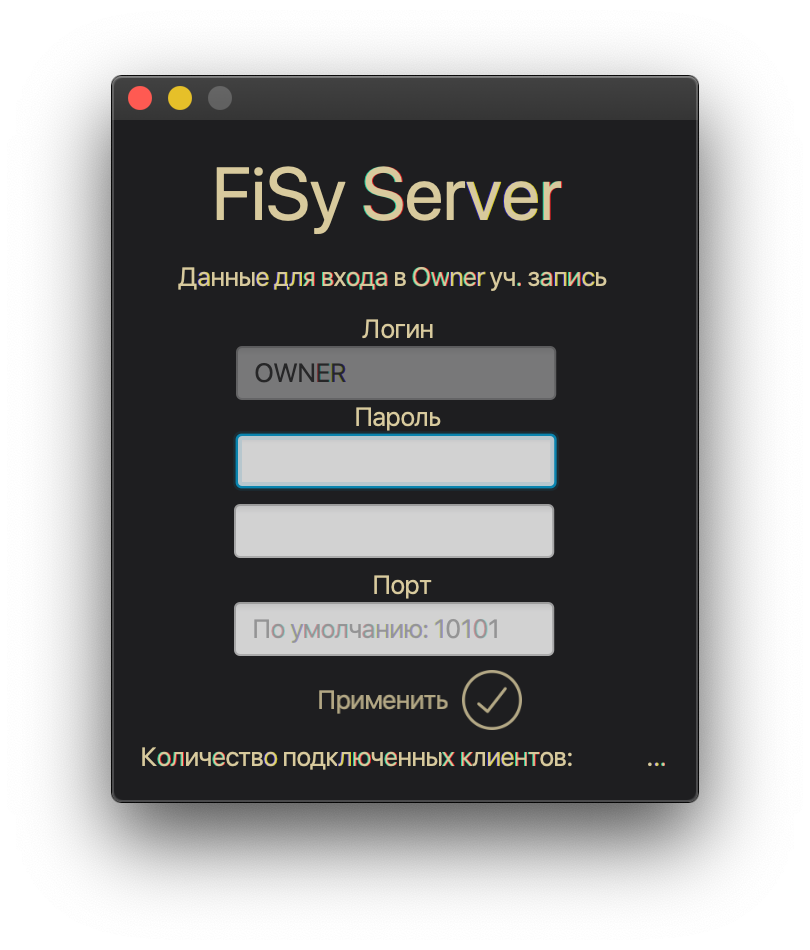 FiSy Server
Данные для входа в Owner уч. запись
Логин
OWNER
Пароль
Порт
По умолчанию: 10101
Применить
Количество подключенных клиентов: ...